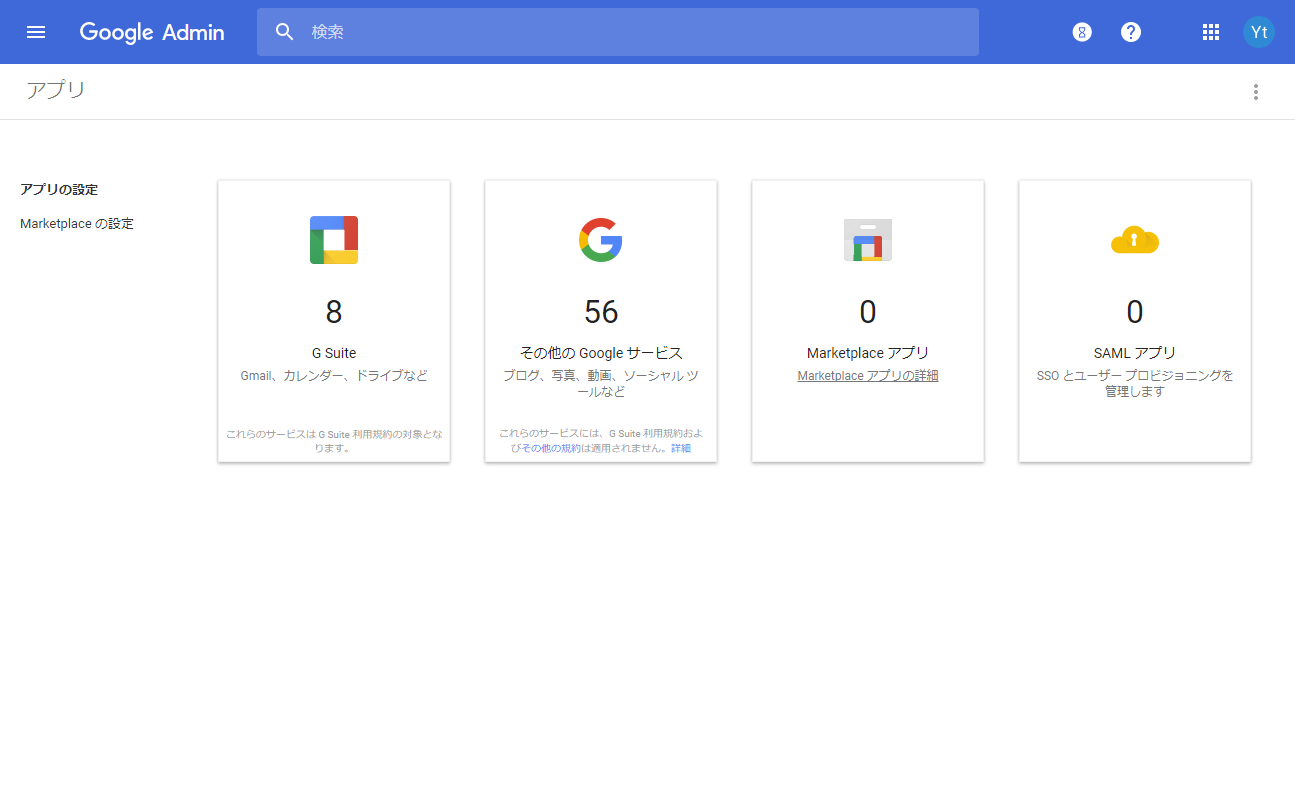 Google Admin
検索
Yt
アプリ
アプリの設定
Marketplace の設定
8
G Suite
Gmail、カレンダー、ドライブなど
これらのサービスは G Suite 利用規約の対象とな
ります。
56
その他の Google サービス
ブログ、写真、動画、ソーシャル ツ
ールなど
これらのサービスには、G Suite 利用規約およ
びその他の規約は適用されません。詳細
0
Marketplace アプリ
Marketplace アプリの詳細
0
SAML アプリ
SSO とユーザー プロビジョニングを
管理します